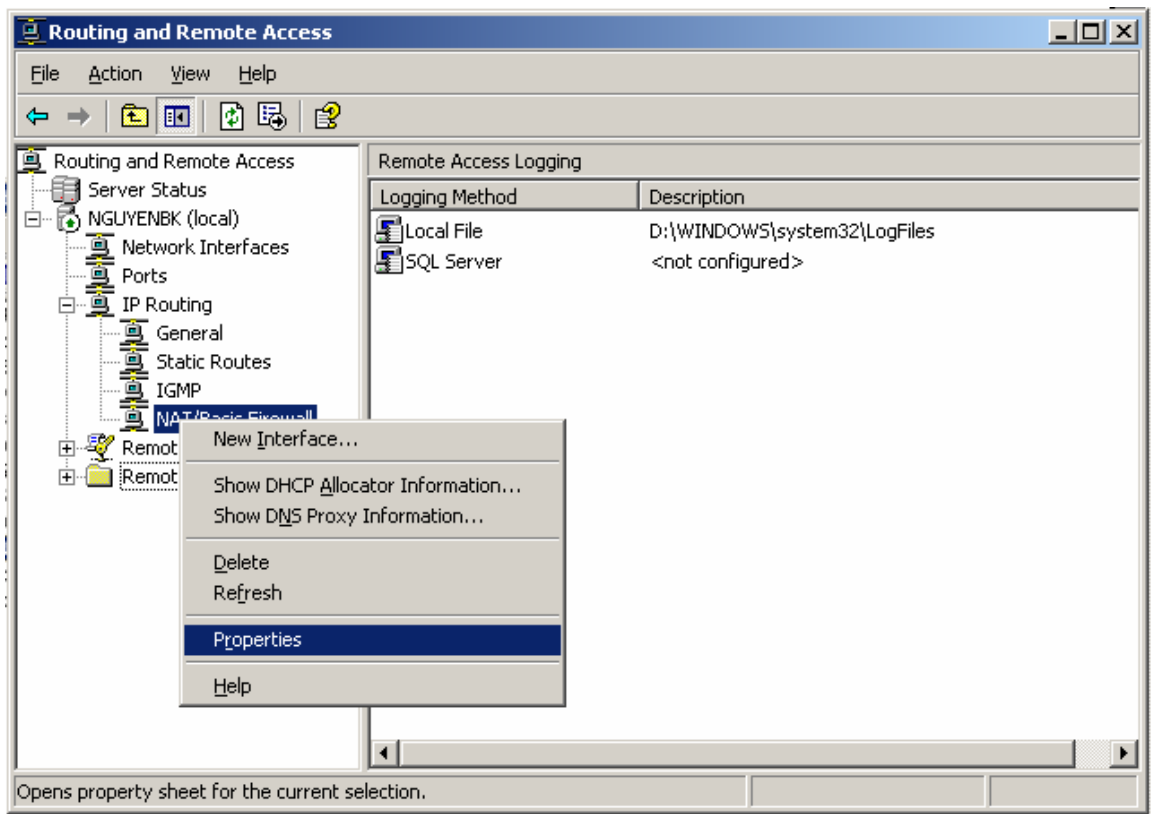 Routing and Remote Access
File Action View Help
Routing and Remote Access
Server Status
NGUYENBK (local)
Network Interfaces
Ports
IP Routing
General
Static Routes
IGMP
NAT/Basic Firewall
Remot
Remot
Remote Access Logging
Logging Method Description
Local File D:\WINDOWS\system32\LogFiles
SQL Server <not configured>
New Interface...
Show DHCP Allocator Information...
Show DNS Proxy Information...
Delete
Refresh
Properties
Help
Opens property sheet for the current selection.